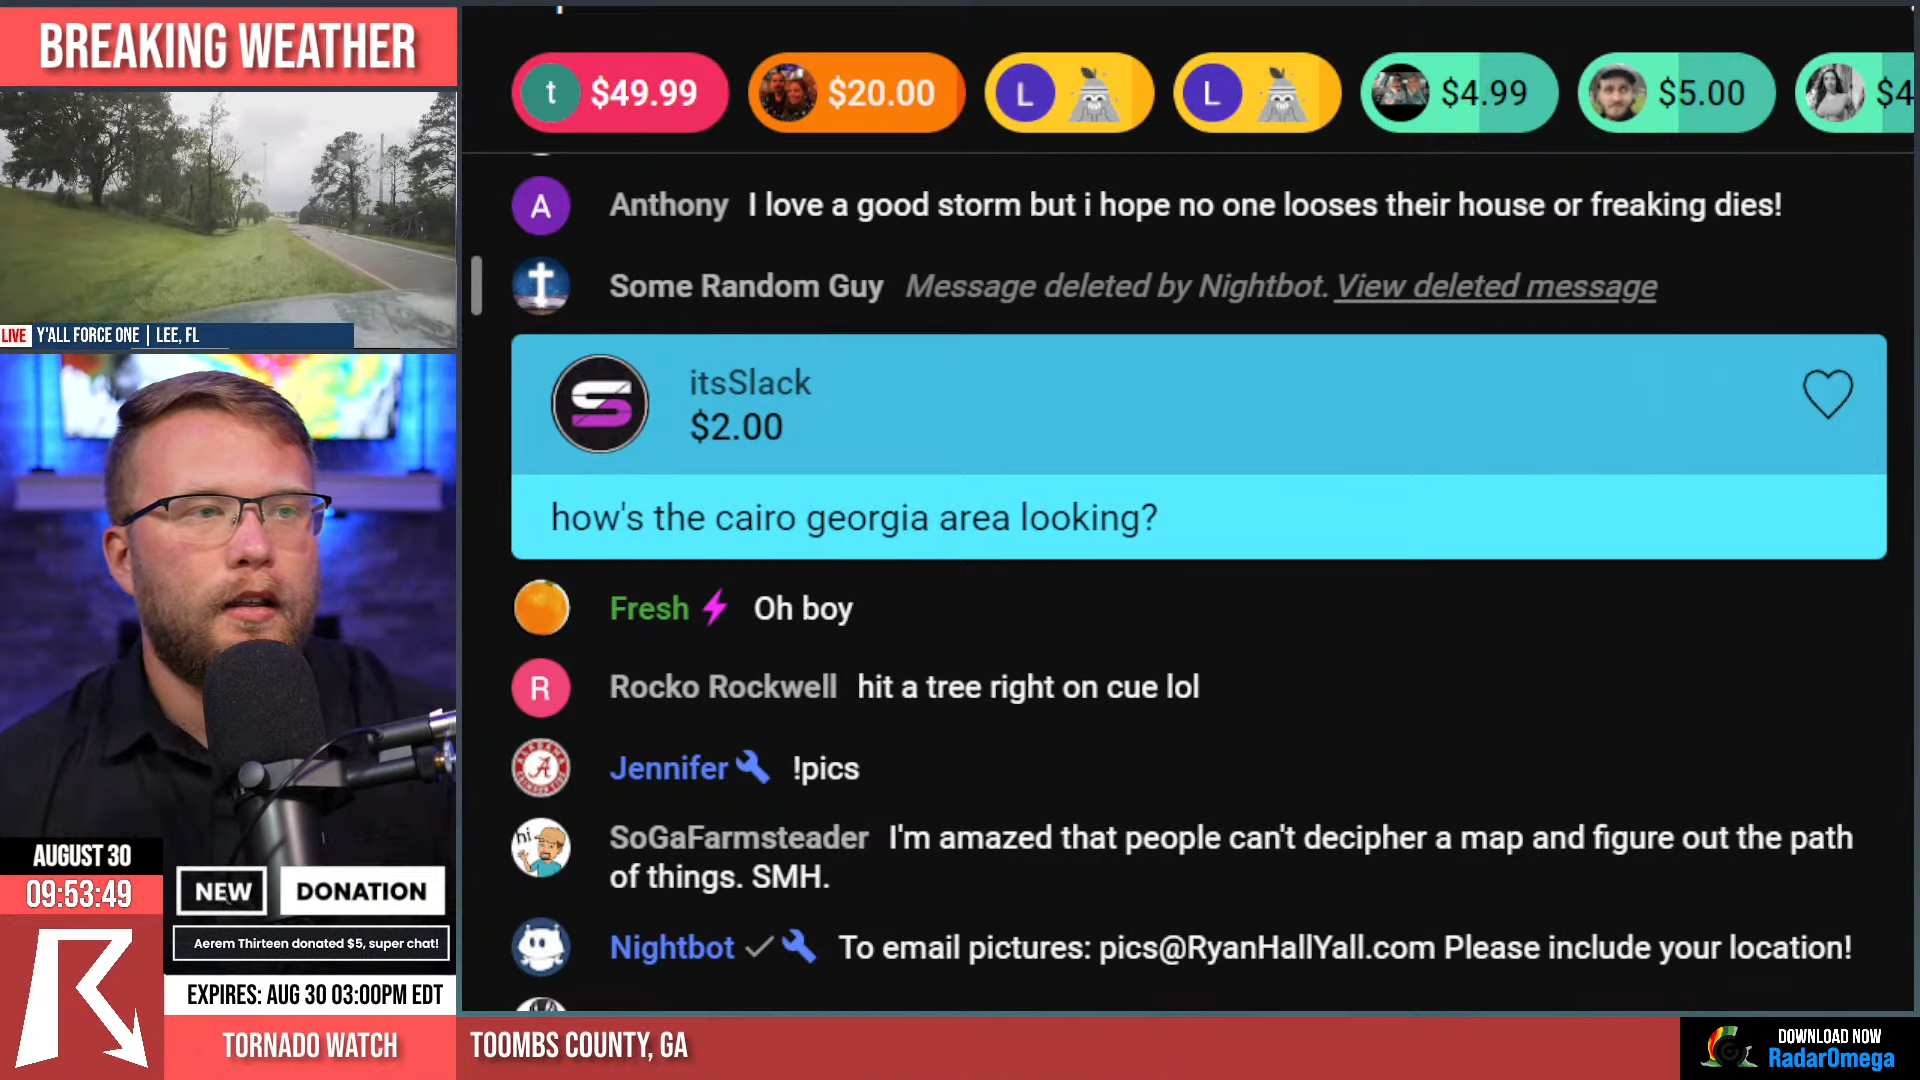 BREAKING WEATHER
LIVE Y'ALL FORCE ONE | LEE, FL
t $49.99
$20.00
L
L
$4.99
$5.00
A Anthony I love a good storm but i hope no one looses their house or freaking dies!
Some Random Guy Message deleted by Nightbot. View deleted message
itsSlack
$2.00
how's the cairo georgia area looking?
Fresh Oh boy
R Rocko Rockwell hit a tree right on cue lol
Jennifer !pics
hi SoGaFarmsteader I'm amazed that people can't decipher a map and figure out the path
of things. SMH.
Nightbot To email pictures: pics@RyanHallYall.com Please include your location!
AUGUST 30
09:53:49
NEW DONATION
Aerem Thirteen donated $5, super chat!
EXPIRES: AUG 30 03:00PM EDT
TORNADO WATCH TOOMBS COUNTY, GA
DOWNLOAD NOW
RadarOmega